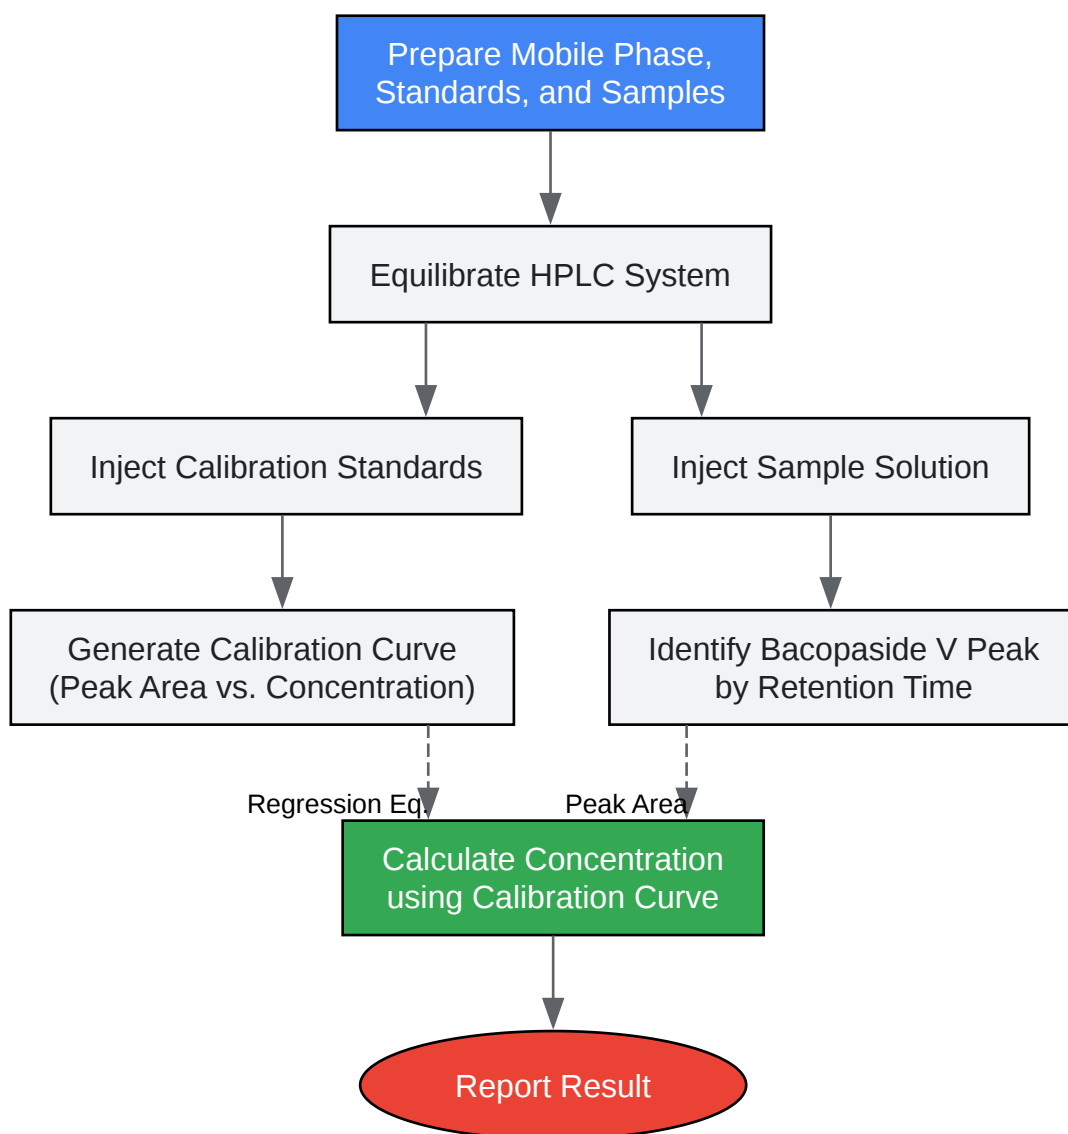 Prepare Mobile Phase,
Standards, and Samples
Equilibrate HPLC System
Inject Calibration Standards
Inject Sample Solution
Generate Calibration Curve
(Peak Area vs. Concentration)
Identify Bacopaside V Peak
by Retention Time
Regression Eq.
Peak Area
Calculate Concentration
using Calibration Curve
Report Result